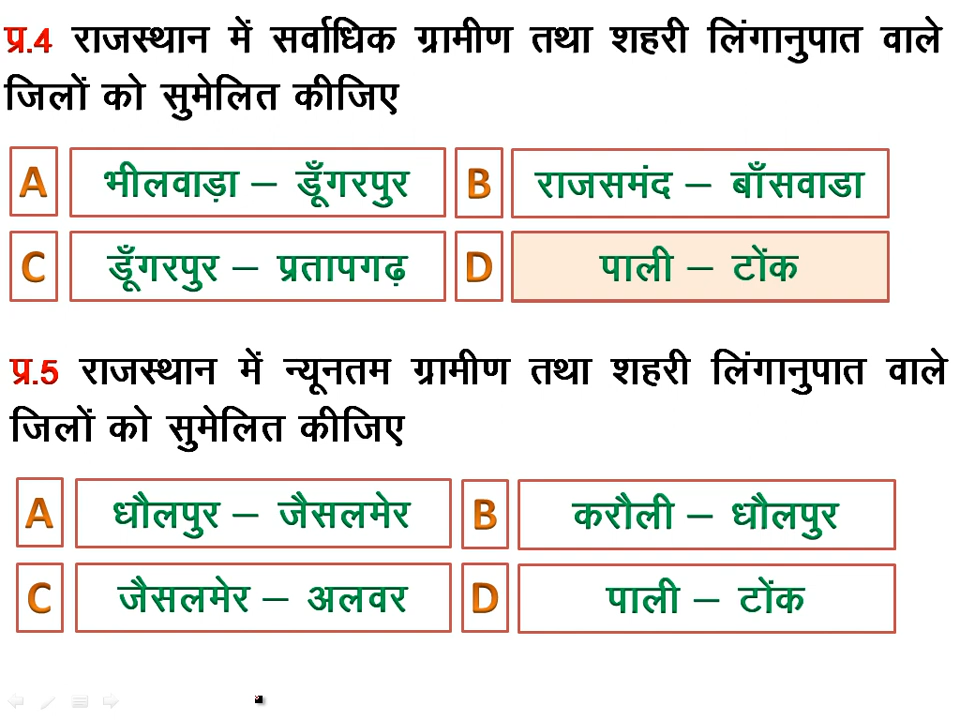 प्र.4 राजस्थान में सर्वाधिक ग्रामीण तथा शहरी लिंगानुपात वाले
जिलों को सुमेलित कीजिए
A भीलवाड़ा – डूँगरपुर B राजसमंद – बाँसवाडा
C डूँगरपुर – प्रतापगढ़ D पाली – टोंक
प्र.5 राजस्थान में न्यूनतम ग्रामीण तथा शहरी लिंगानुपात वाले
जिलों को सुमेलित कीजिए
A धौलपुर – जैसलमेर B करौली – धौलपुर
C जैसलमेर – अलवर D पाली – टोंक